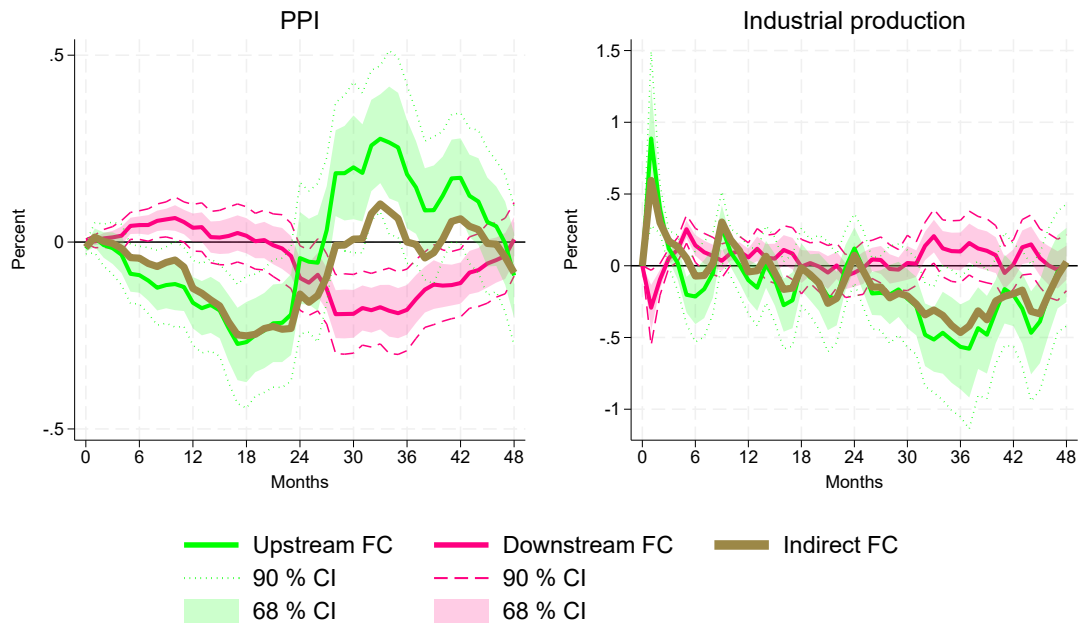 PPI
Percent
.5
0
-.5
0 6 12 18 24 30 36 42 48
Months
Industrial production
Percent
1.5
1
.5
0
-.5
-1
0 6 12 18 24 30 36 42 48
Months
Upstream FC Downstream FC Indirect FC
90 % CI 90 % CI
68 % CI 68 % CI